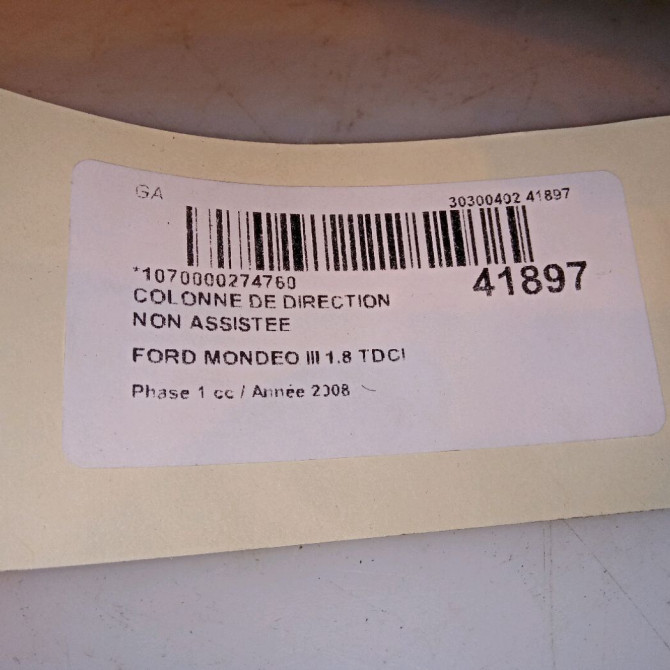 GA
30300402 41897
*1070000274760
41897
COLONNE DE DIRECTION
NON ASSISTEE
FORD MONDEO III 1.8 TDCI
Phase 1 cc / Année 2008